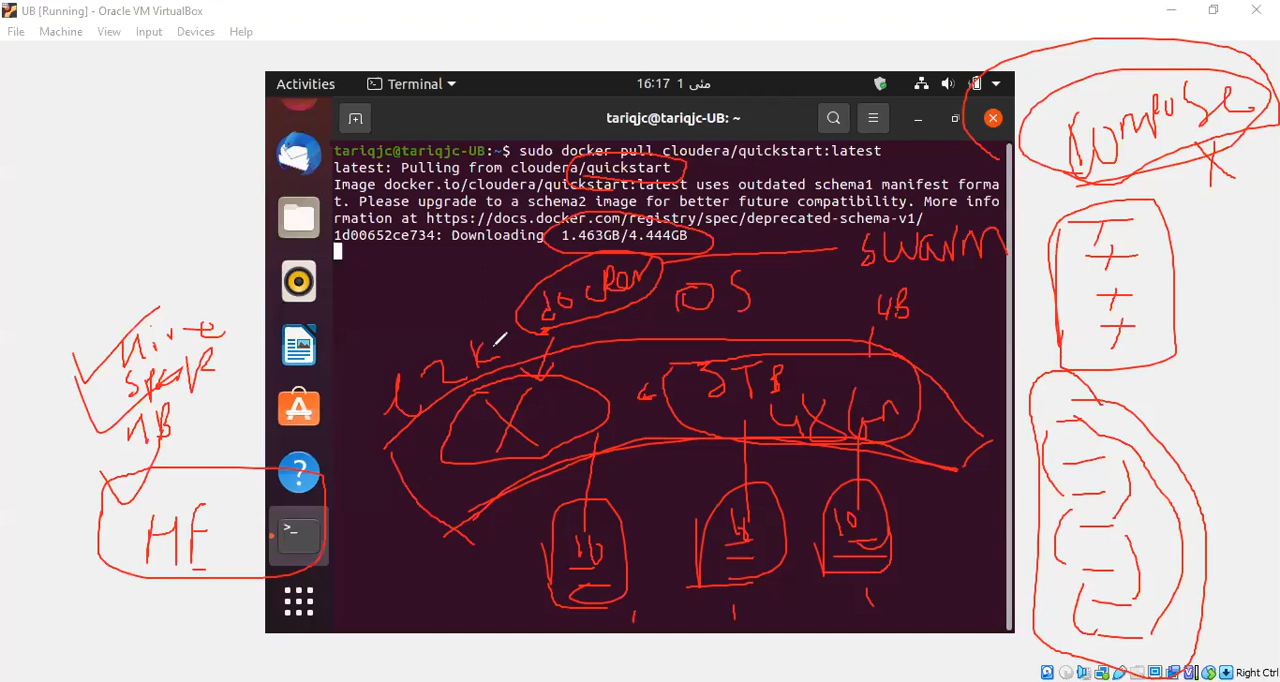 UB [Running] - Oracle VM VirtualBox
File Machine View Input Devices Help
Activities Terminal 16:17 1 مئی
tariqjc@tariqjc-UB: ~
tariqjc@tariqjc-UB:~$ sudo docker pull cloudera/quickstart:latest
latest: Pulling from cloudera/quickstart
Image docker.io/cloudera/quickstart:latest uses outdated schema1 manifest forma
t. Please upgrade to a schema2 image for better future compatibility. More info
rmation at https://docs.docker.com/registry/spec/deprecated-schema-v1/
1d00652ce734: Downloading 1.463GB/4.444GB
Kompose
X
SWARM
docker OS
Hive
HF
X
Right Ctrl